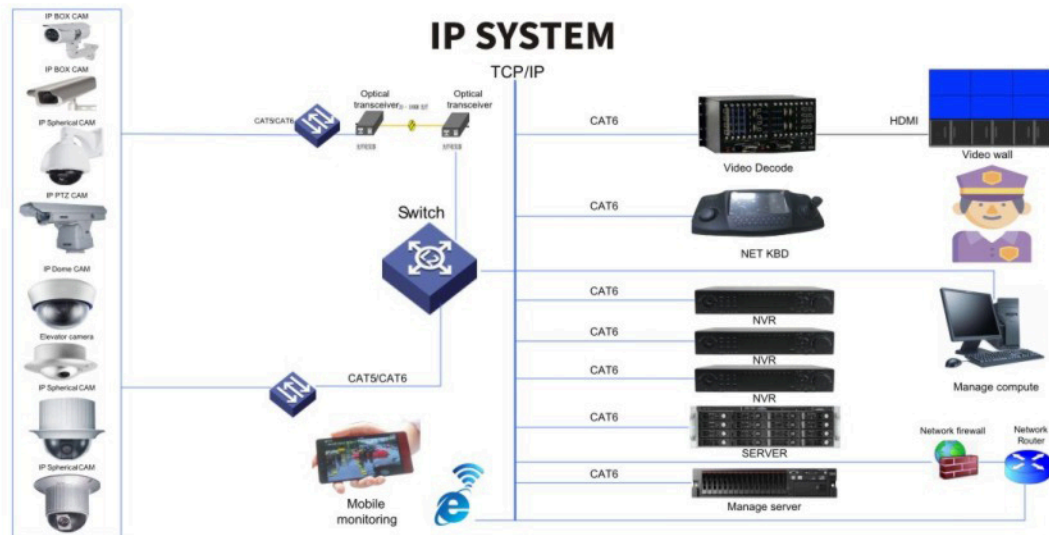 IP SYSTEM
TCP/IP
IP BOX CAM
IP BOX CAM
IP Spherical CAM
IP PTZ CAM
IP Dome CAM
Elevator camera
IP Spherical CAM
IP Spherical CAM
CAT5/CAT6
Optical
transceiver
Optical
transceiver
Switch
CAT5/CAT6
Mobile
monitoring
CAT6
Video Decode
HDMI
Video wall
CAT6
NET KBD
CAT6
NVR
CAT6
NVR
CAT6
NVR
CAT6
SERVER
CAT6
Manage server
Manage compute
Network firewall
Network
Router